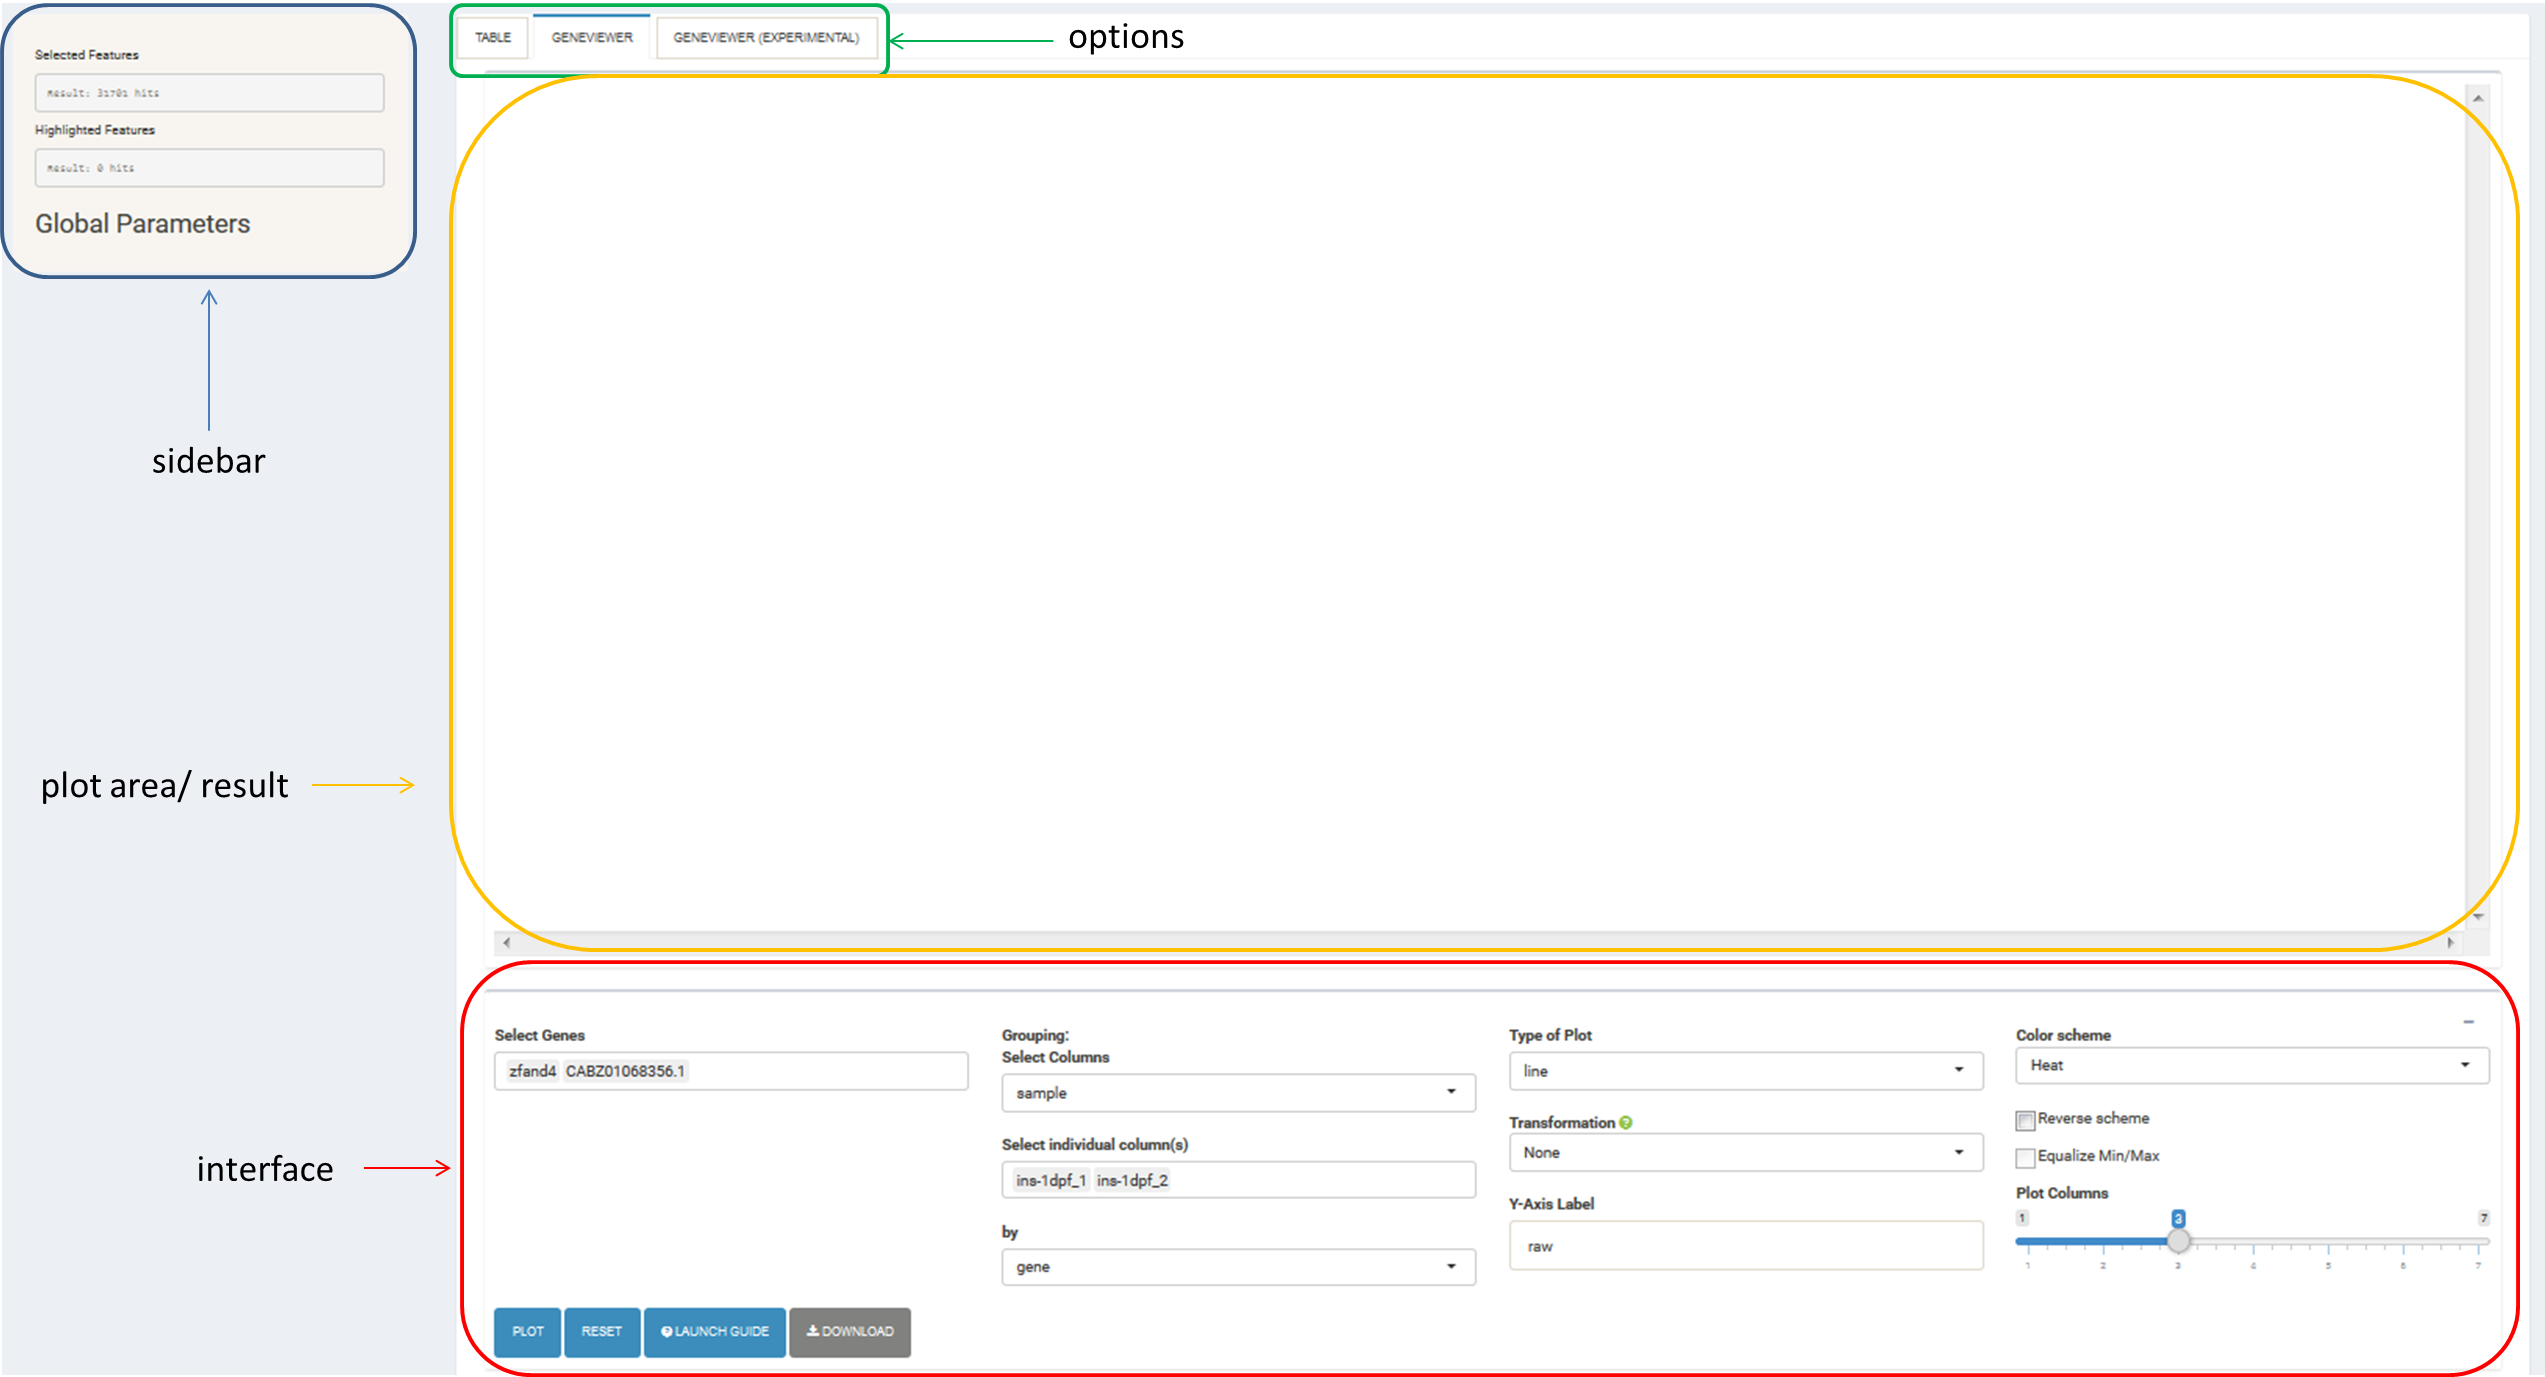 TABLE
GENEVIEWER
GENEVIEWER (EXPERIMENTAL)
options
Selected Features
Result: 31701 hits
Highlighted Features
Result: 0 hits
Global Parameters
sidebar
plot area/ result
interface
Select Genes
zfand4 CABZ01068356.1
Grouping:
Select Columns
sample
Select individual column(s)
ins-1dpf_1 ins-1dpf_2
by
gene
Type of Plot
line
Transformation
None
Y-Axis Label
raw
Color scheme
Heat
Reverse scheme
Equalize Min/Max
Plot Columns
1 3 7
1 2 3 4 5 6 7
PLOT
RESET
LAUNCH GUIDE
DOWNLOAD